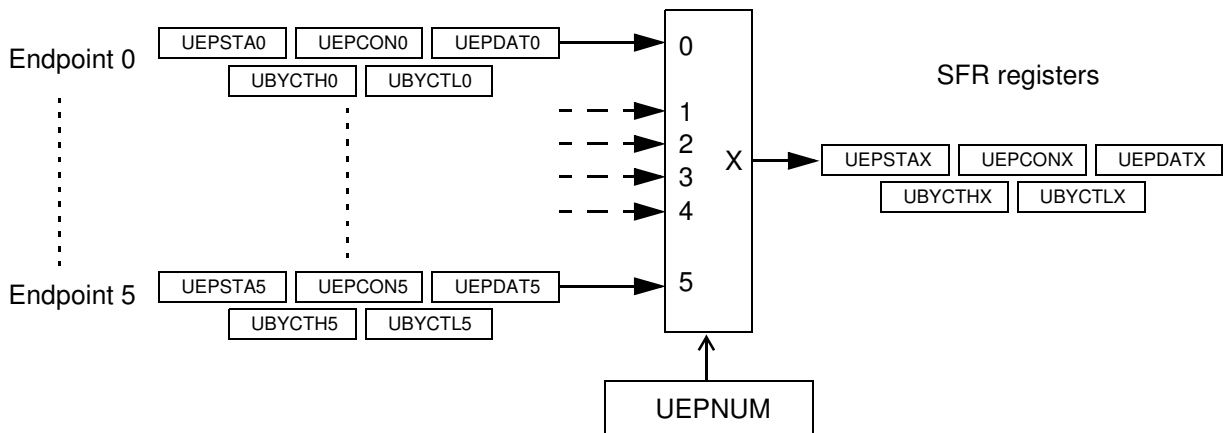 Endpoint 0 UEPSTA0 UEPCON0 UEPDAT0 0
UBYCTH0 UBYCTL0
SFR registers
1
2
3 X UEPSTAX UEPCONX UEPDATX
4 UBYCTHX UBYCTLX
Endpoint 5 UEPSTA5 UEPCON5 UEPDAT5 5
UBYCTH5 UBYCTL5
UEPNUM